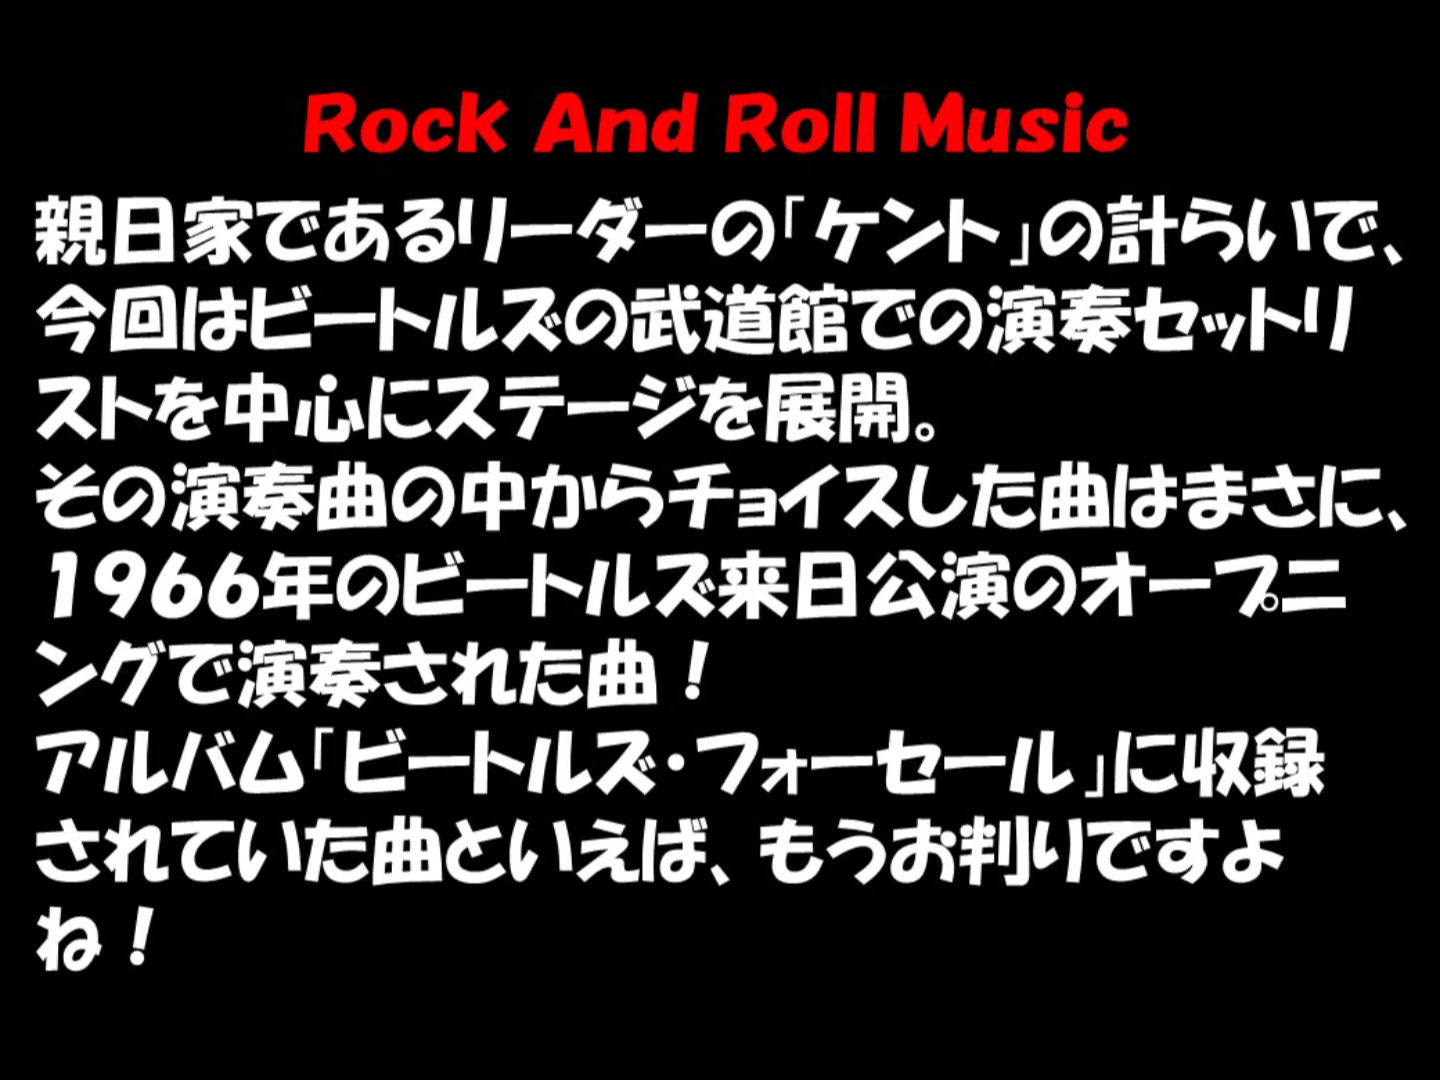 Rock And Roll Music
親日家であるリーダーの「ケント」の計らいで、
今回はビートルズの武道館での演奏セットリ
ストを中心にステージを展開。
その演奏曲の中からチョイスした曲はまさに、
1966年のビートルズ来日公演のオープニ
ングで演奏された曲！
アルバム「ビートルズ・フォーセール」に収録
されていた曲といえば、もうお判りですよ
ね！